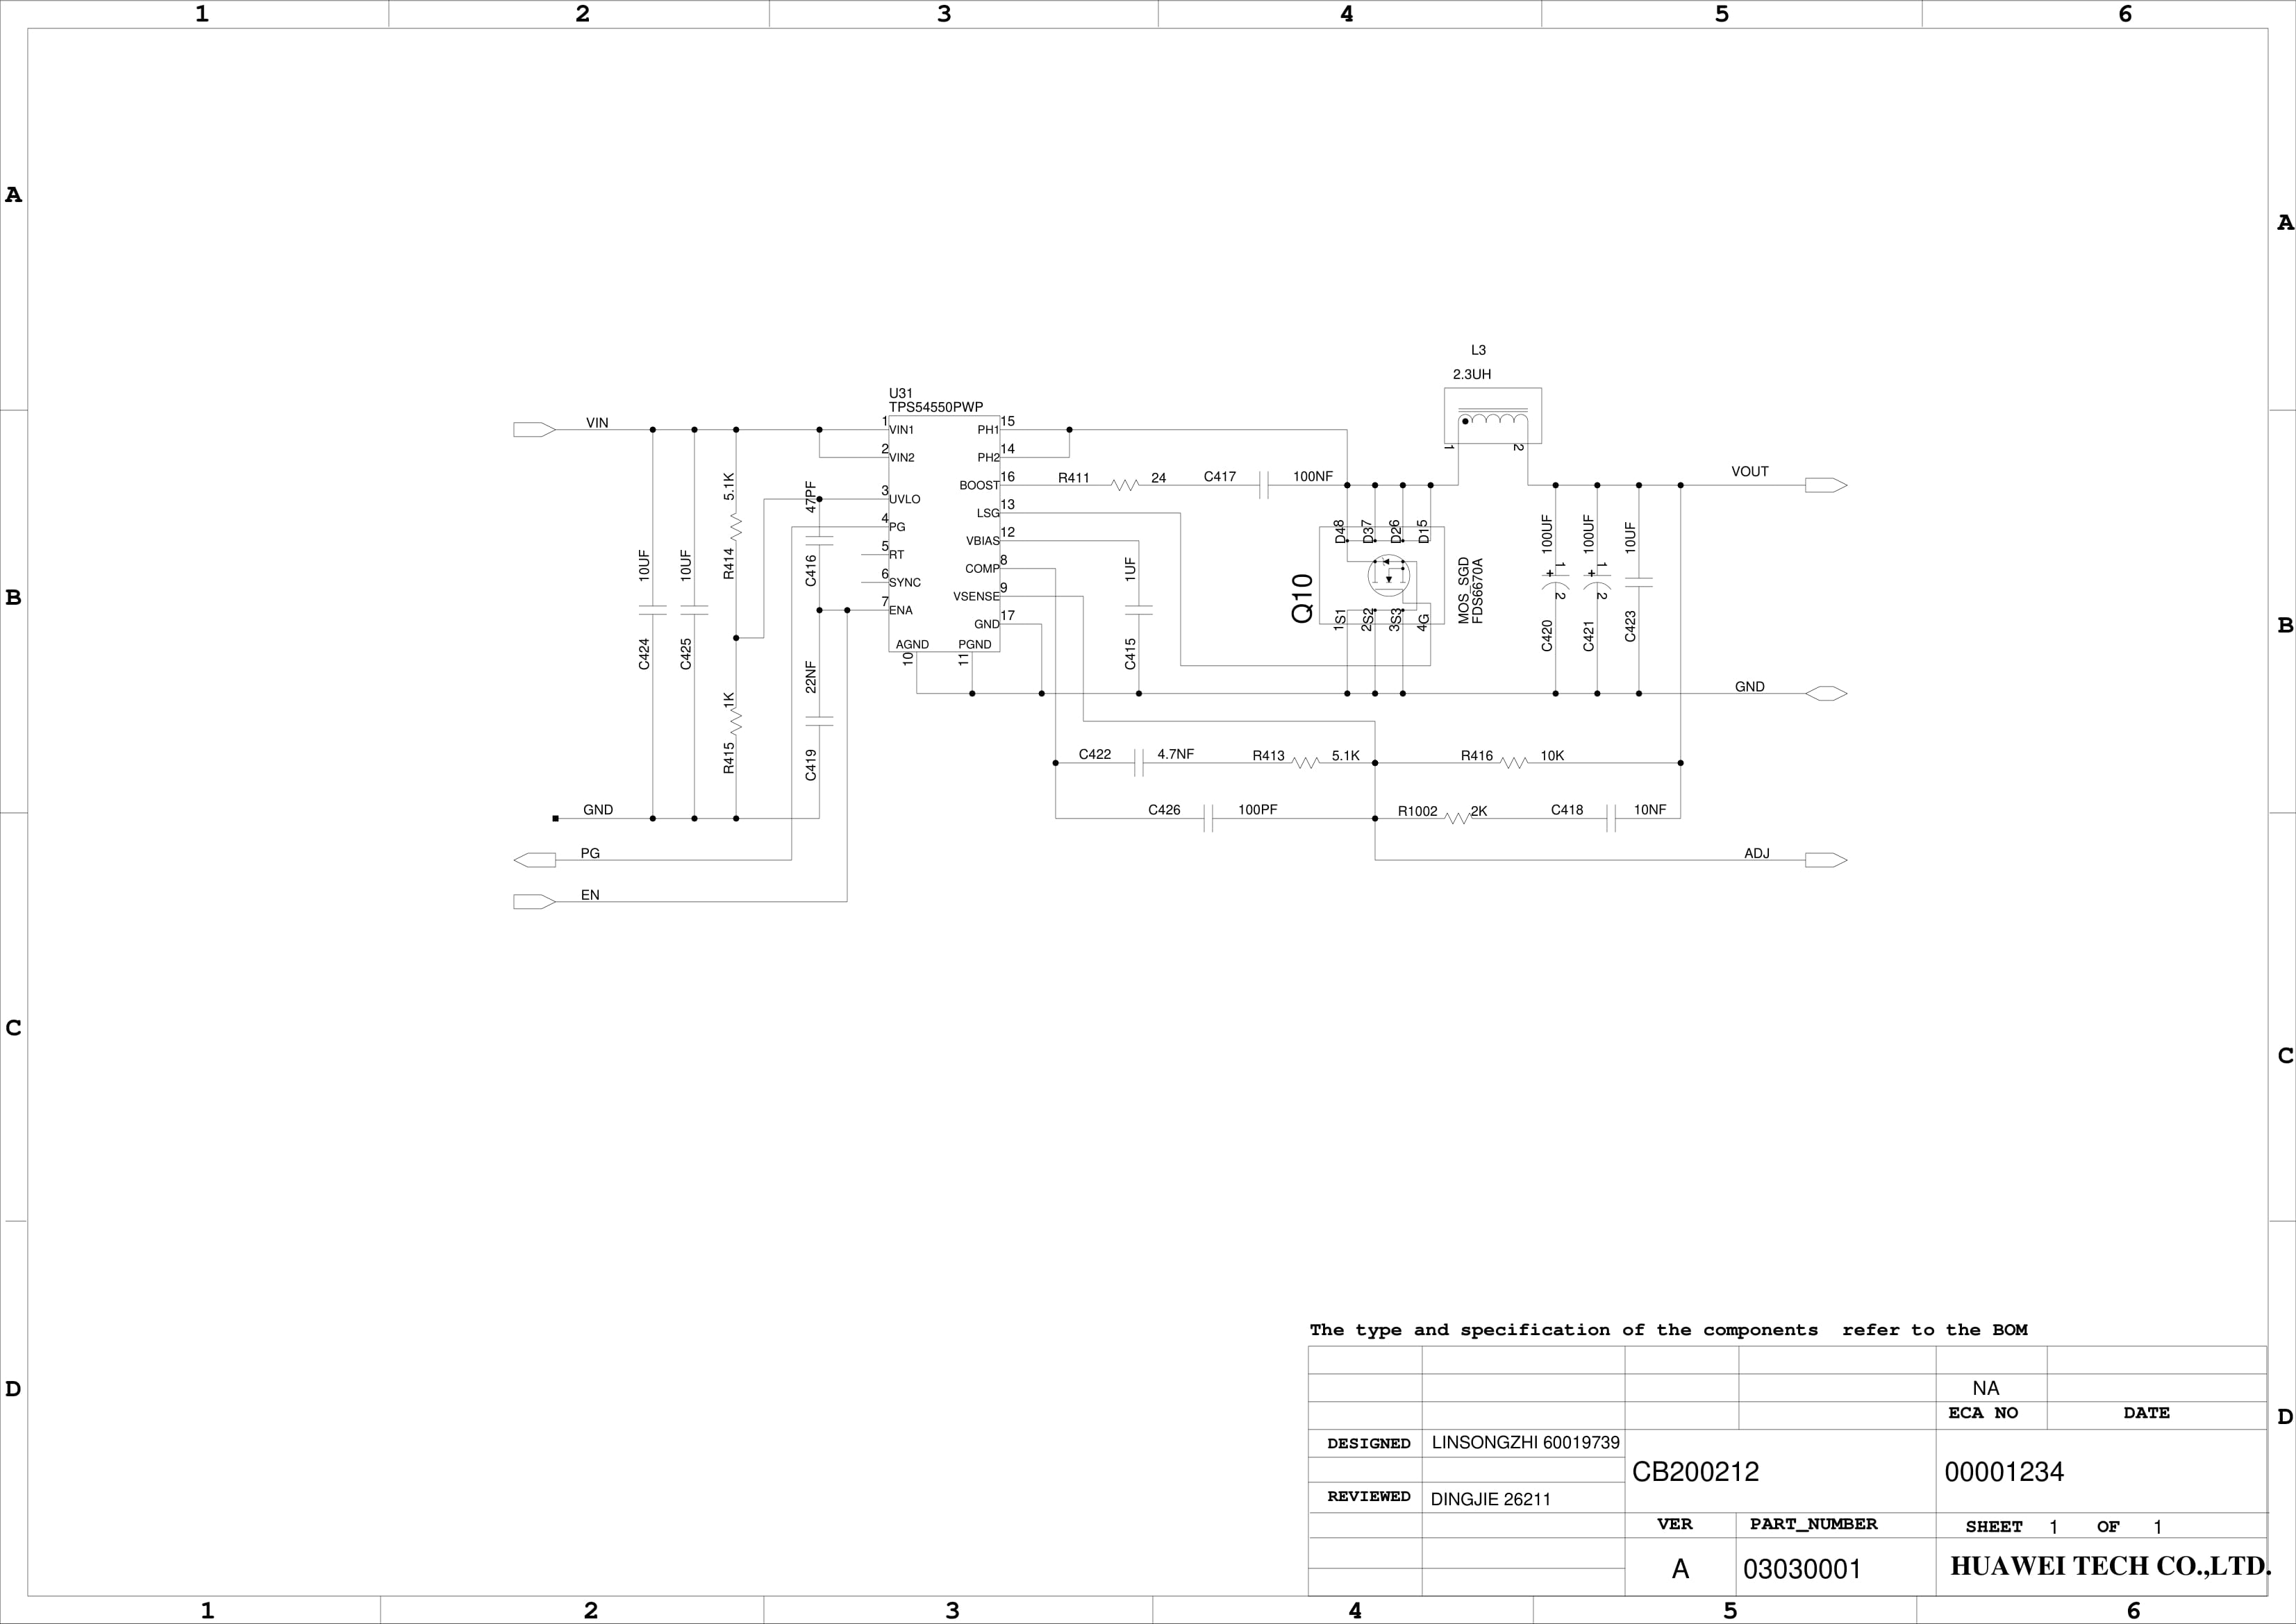 1 2 3 4 5 6
A A
L3
2.3UH
U31
TPS54550PWP
VIN
1 VIN1 PH1 15
2 VIN2 PH2 14
BOOST 16
R411 24 C417 100NF
VOUT
3 UVLO LSG 13
4 PG
VBIAS 12
5 RT
COMP 8
6 SYNC
VSENSE 9
7 ENA
GND 17
AGND PGND
10 11
5.1K
R414
47PF
C416
10UF
C424
10UF
C425
1K
R415
22NF
C419
1UF
C415
D48 D37 D26 D15
Q10
MOS_SGD
FDS6670A
1S1 2S2 3S3 4G
1 2
100UF
+ 1
2
C420
100UF
+ 1
2
C421
10UF
C423
B B
GND
C422 4.7NF R413 5.1K R416 10K
GND
C426 100PF R1002 2K C418 10NF
PG
ADJ
EN
C C
The type and specification of the components refer to the BOM
D D
NA
ECA NO DATE
DESIGNED LINSONGZHI 60019739
CB200212 00001234
REVIEWED DINGJIE 26211
VER PART_NUMBER SHEET 1 OF 1
A 03030001 HUAWEI TECH CO.,LTD.
1 2 3 4 5 6